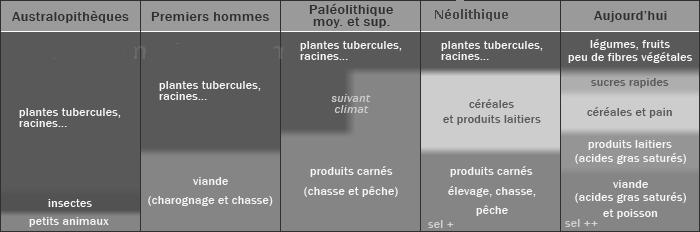 Australopithèques
plantes tubercules,
racines...
insectes
petits animaux
Premiers hommes
plantes tubercules,
racines...
viande
(charognage et chasse)
Paléolithique
moy. et sup.
plantes tubercules,
racines...
suivant
climat
produits carnés
(chasse et pêche)
Néolithique
plantes tubercules,
racines...
céréales
et produits laitiers
produits carnés
élevage, chasse,
pêche
sel +
Aujourd'hui
légumes, fruits
peu de fibres végétales
sucres rapides
céréales et pain
produits laitiers
(acides gras saturés)
viande
(acides gras saturés)
et poisson
sel ++